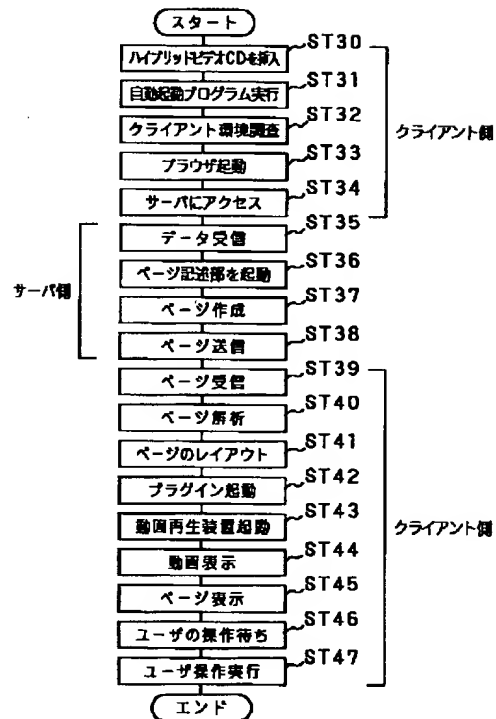 スタート
ハイブリッドビデオCDを挿入 ST30
自動起動プログラム実行 ST31
クライアント環境調査 ST32
ブラウザ起動 ST33
サーバにアクセス ST34
クライアント側
データ受信 ST35
ページ記述部を起動 ST36
ページ作成 ST37
ページ送信 ST38
サーバ側
ページ受信 ST39
ページ解析 ST40
ページのレイアウト ST41
プラグイン起動 ST42
動画再生装置起動 ST43
動画表示 ST44
ページ表示 ST45
ユーザの操作待ち ST46
ユーザ操作実行 ST47
クライアント側
エンド